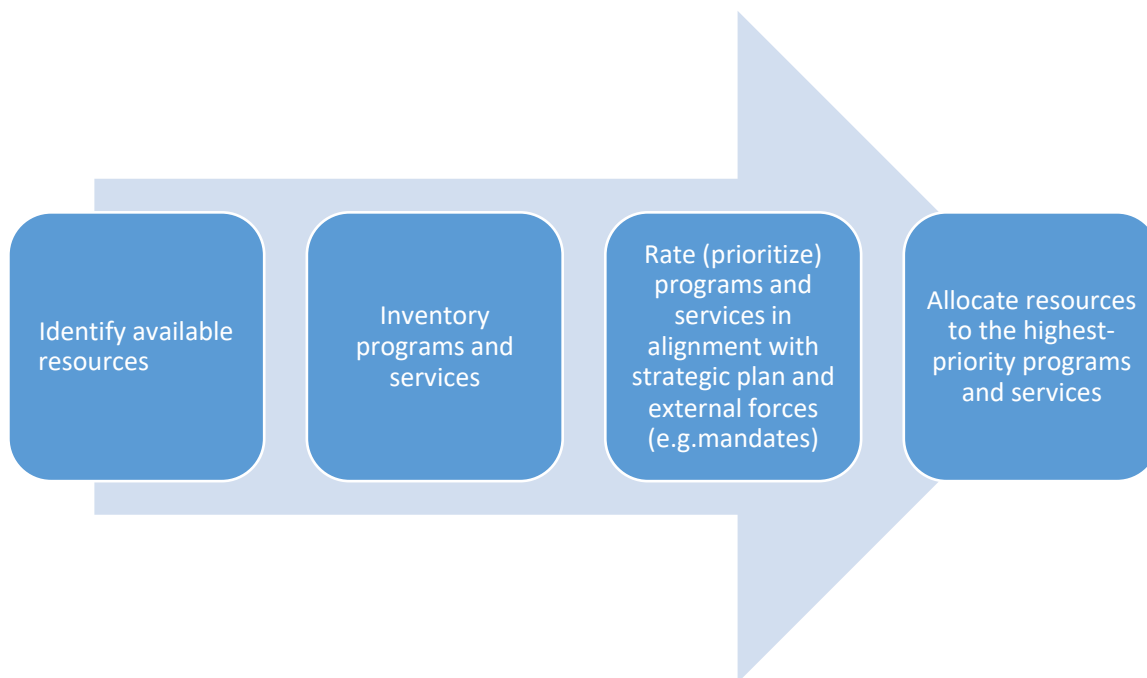 Identify available
resources
Inventory
programs and
services
Rate (prioritize)
programs and
services in
alignment with
strategic plan and
external forces
(e.g.mandates)
Allocate resources
to the highest-
priority programs
and services